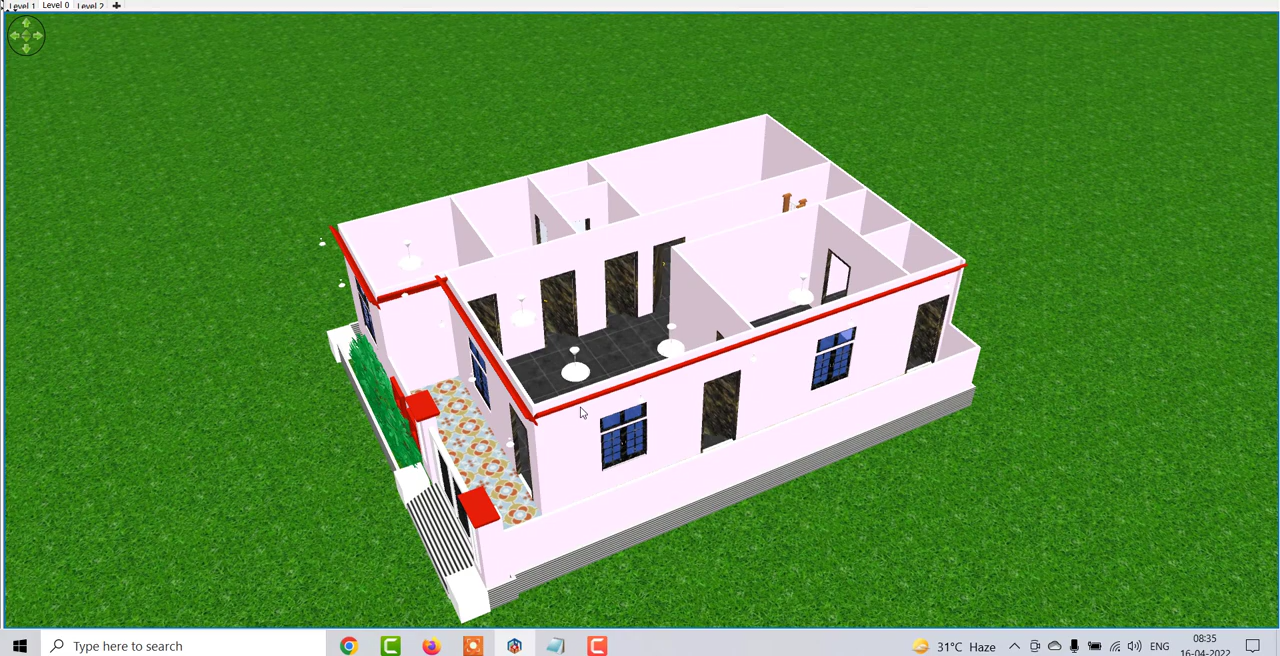 Level 1 Level 0 Level 2
Type here to search
31°C Haze
ENG
08:35
16-04-2022